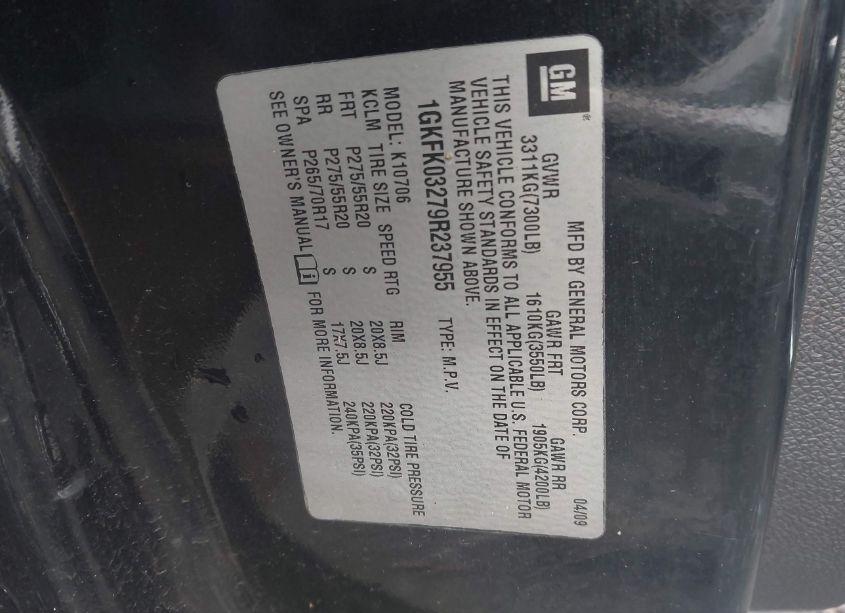 GM ®
MFD BY GENERAL MOTORS CORP. 04/09
GVWR GAWR FRT GAWR RR
3311KG(7300LB) 1610KG(3550LB) 1905KG(4200LB)
THIS VEHICLE CONFORMS TO ALL APPLICABLE U.S. FEDERAL MOTOR
VEHICLE SAFETY STANDARDS IN EFFECT ON THE DATE OF
MANUFACTURE SHOWN ABOVE.
1GKFK03279R237955 TYPE: M.P.V.
MODEL: K10706
KCLM TIRE SIZE SPEED RTG RIM COLD TIRE PRESSURE
FRT P275/55R20 S 20X8.5J 220KPA(32PSI)
RR P275/55R20 S 20X8.5J 220KPA(32PSI)
SPA P265/70R17 S 17X7.5J 240KPA(35PSI)
SEE OWNER'S MANUAL i FOR MORE INFORMATION.